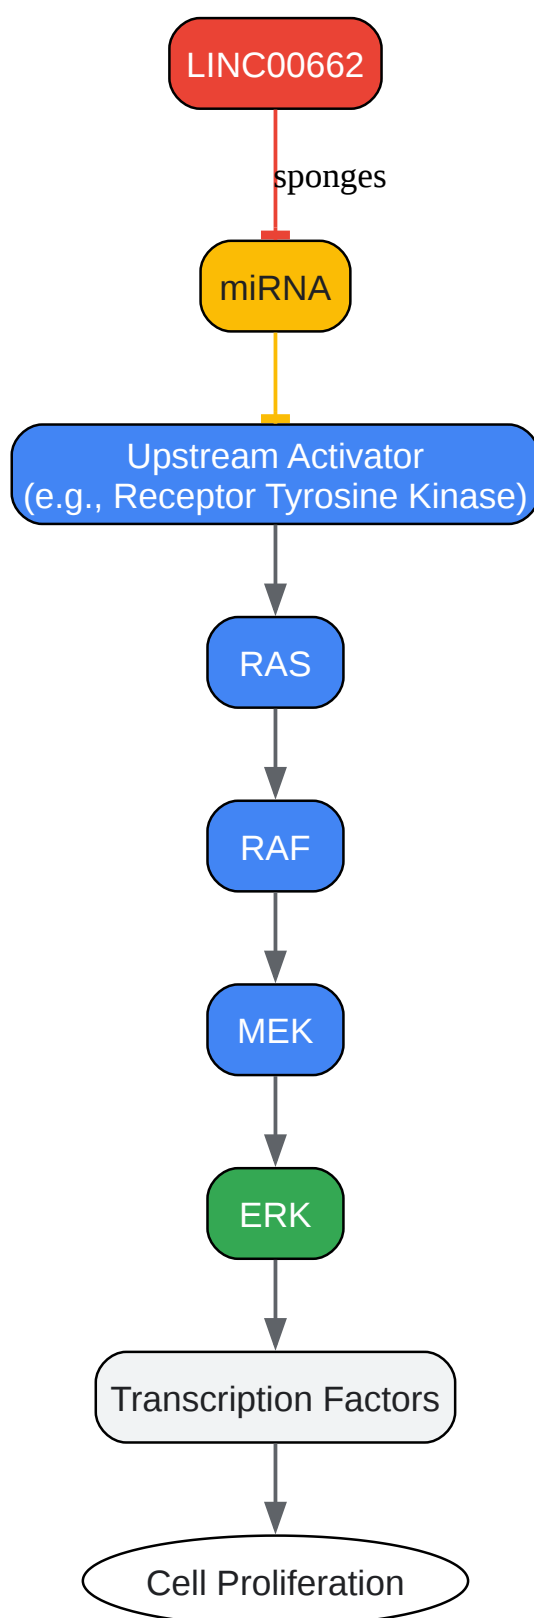 LINC00662
sponges
miRNA
Upstream Activator
(e.g., Receptor Tyrosine Kinase)
RAS
RAF
MEK
ERK
Transcription Factors
Cell Proliferation